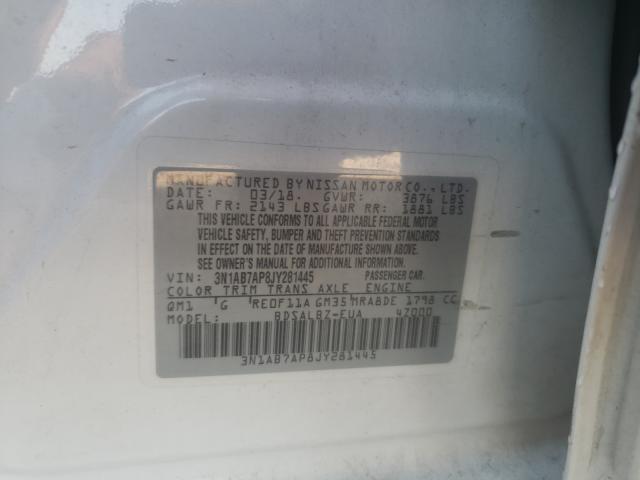 MANUFACTURED BY NISSAN MOTOR CO., LTD.
DATE: 03/18. GVWR: 3876 LBS
GAWR FR: 2143 LBS GAWR RR: 1881 LBS
THIS VEHICLE CONFORMS TO ALL APPLICABLE FEDERAL MOTOR
VEHICLE SAFETY, BUMPER AND THEFT PREVENTION STANDARDS
IN EFFECT ON THE DATE OF MANUFACTURE SHOWN ABOVE.
SEE OWNER'S MANUAL FOR ADDITIONAL INFORMATION.
VIN: 3N1AB7AP8JY281445 PASSENGER CAR.
COLOR TRIM TRANS AXLE ENGINE
QM1 'G 'RE0F11A GM35 'MRA8DE 1798 CC
MODEL: BDSALBZ-EUA 4Z000
3N1AB7AP8JY281445